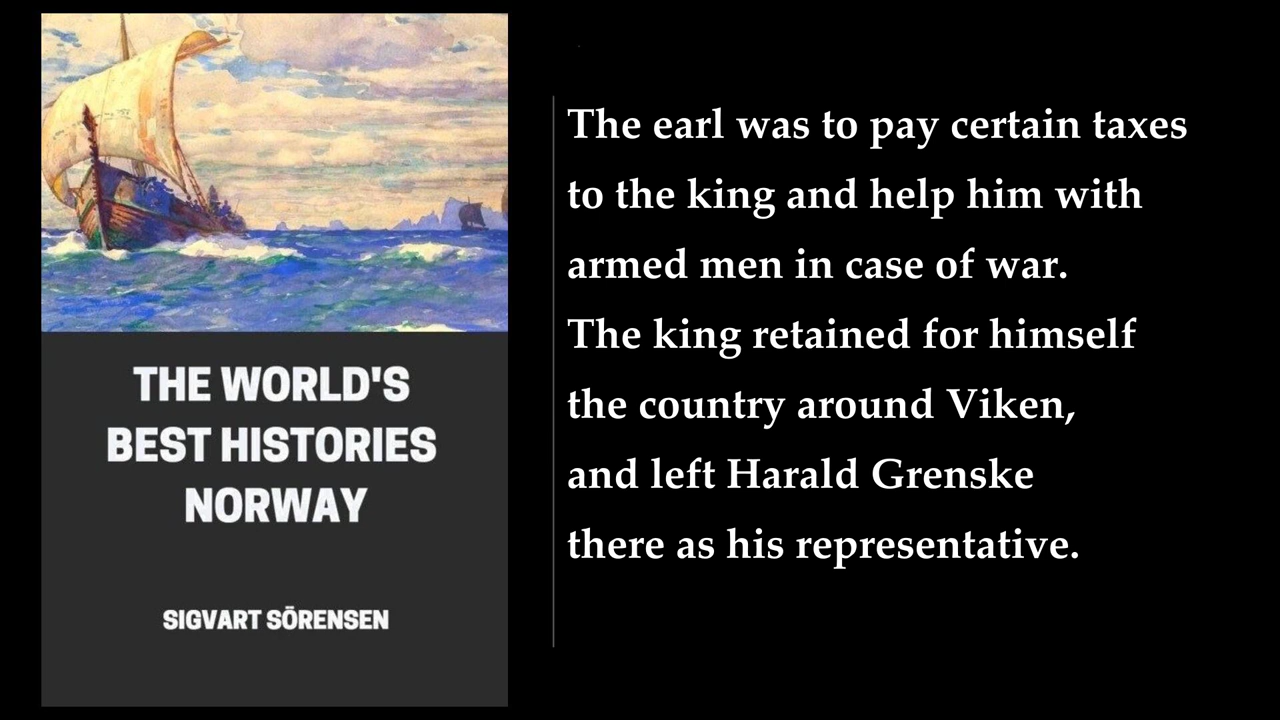 THE WORLD'S
BEST HISTORIES
NORWAY
SIGVART SÖRENSEN
The earl was to pay certain taxes
to the king and help him with
armed men in case of war.
The king retained for himself
the country around Viken,
and left Harald Grenske
there as his representative.